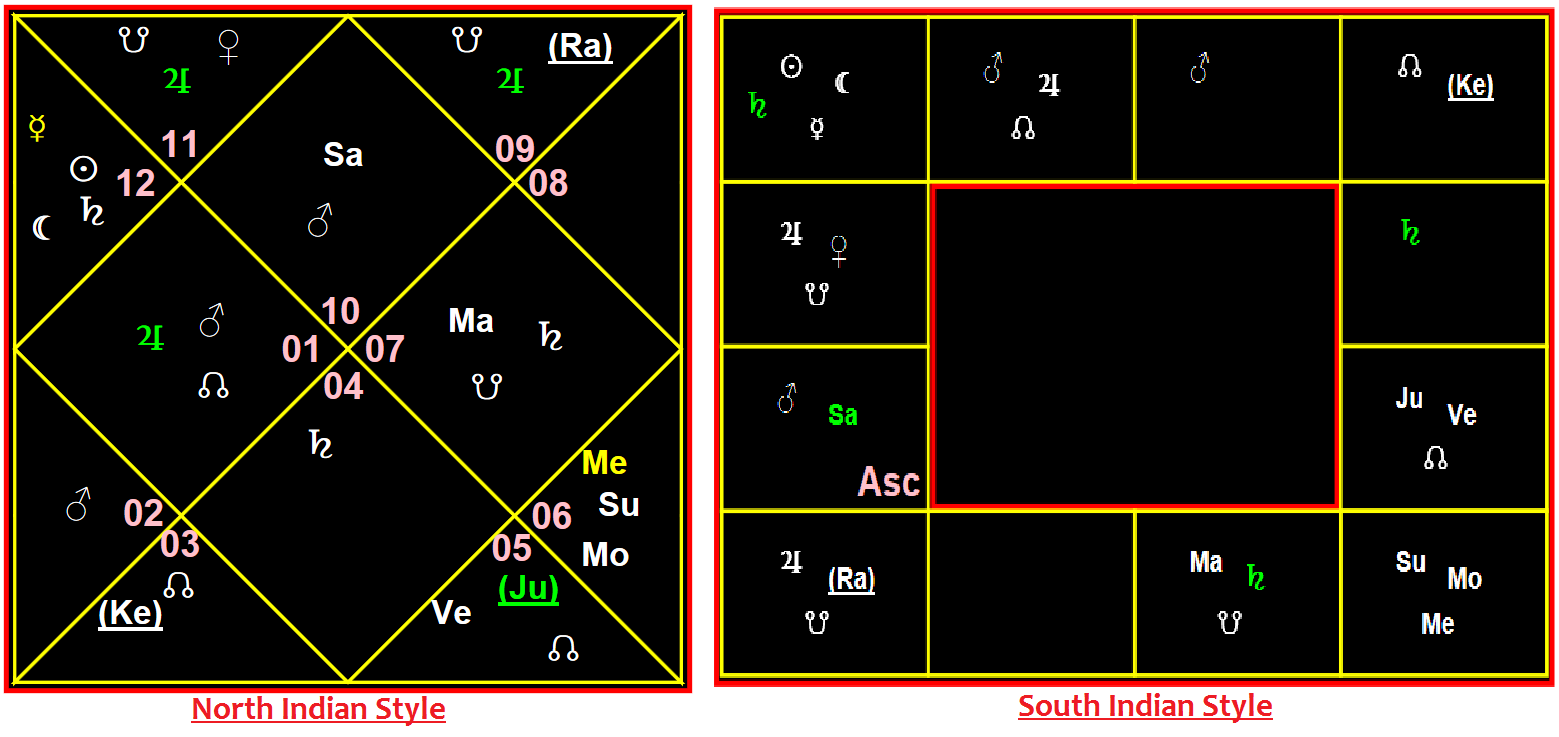 ☋ ♀ ☋ (Ra)
♃ ♃
☿ 11 Sa 09
☉ 12 08
♄ ♂
☾
10
♃ ♂ 01 07 Ma ♄
☊ 04 ☋
♄
Me
♂ 02 06 Su
03 05 Mo
☊ (Ju)
(Ke) Ve
☊
North Indian Style
☉ ☾ ♂ ♃ ♂ ☊ (Ke)
♄ ☿ ☊
♃ ♀ ♄
☋
♂ Sa Ju Ve
☊
Asc
♃ (Ra) Ma ♄ Su Mo
☋ ☋ Me
South Indian Style